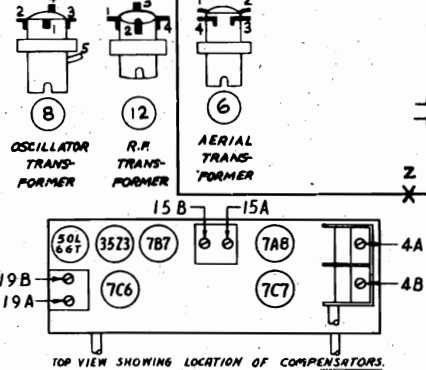 2 1 3
5
1 3 2 4
1 2 4 3
8
12
6
OSCILLATOR TRANS- FORMER
R.F. TRANS- FORMER
AERIAL TRANS- FORMER
Z
15B 15A
50L 66T
35Z3
7B7
7A8
4A
19B
19A
7C6
7C7
4B
TOP VIEW SHOWING LOCATION OF COMPENSATORS.